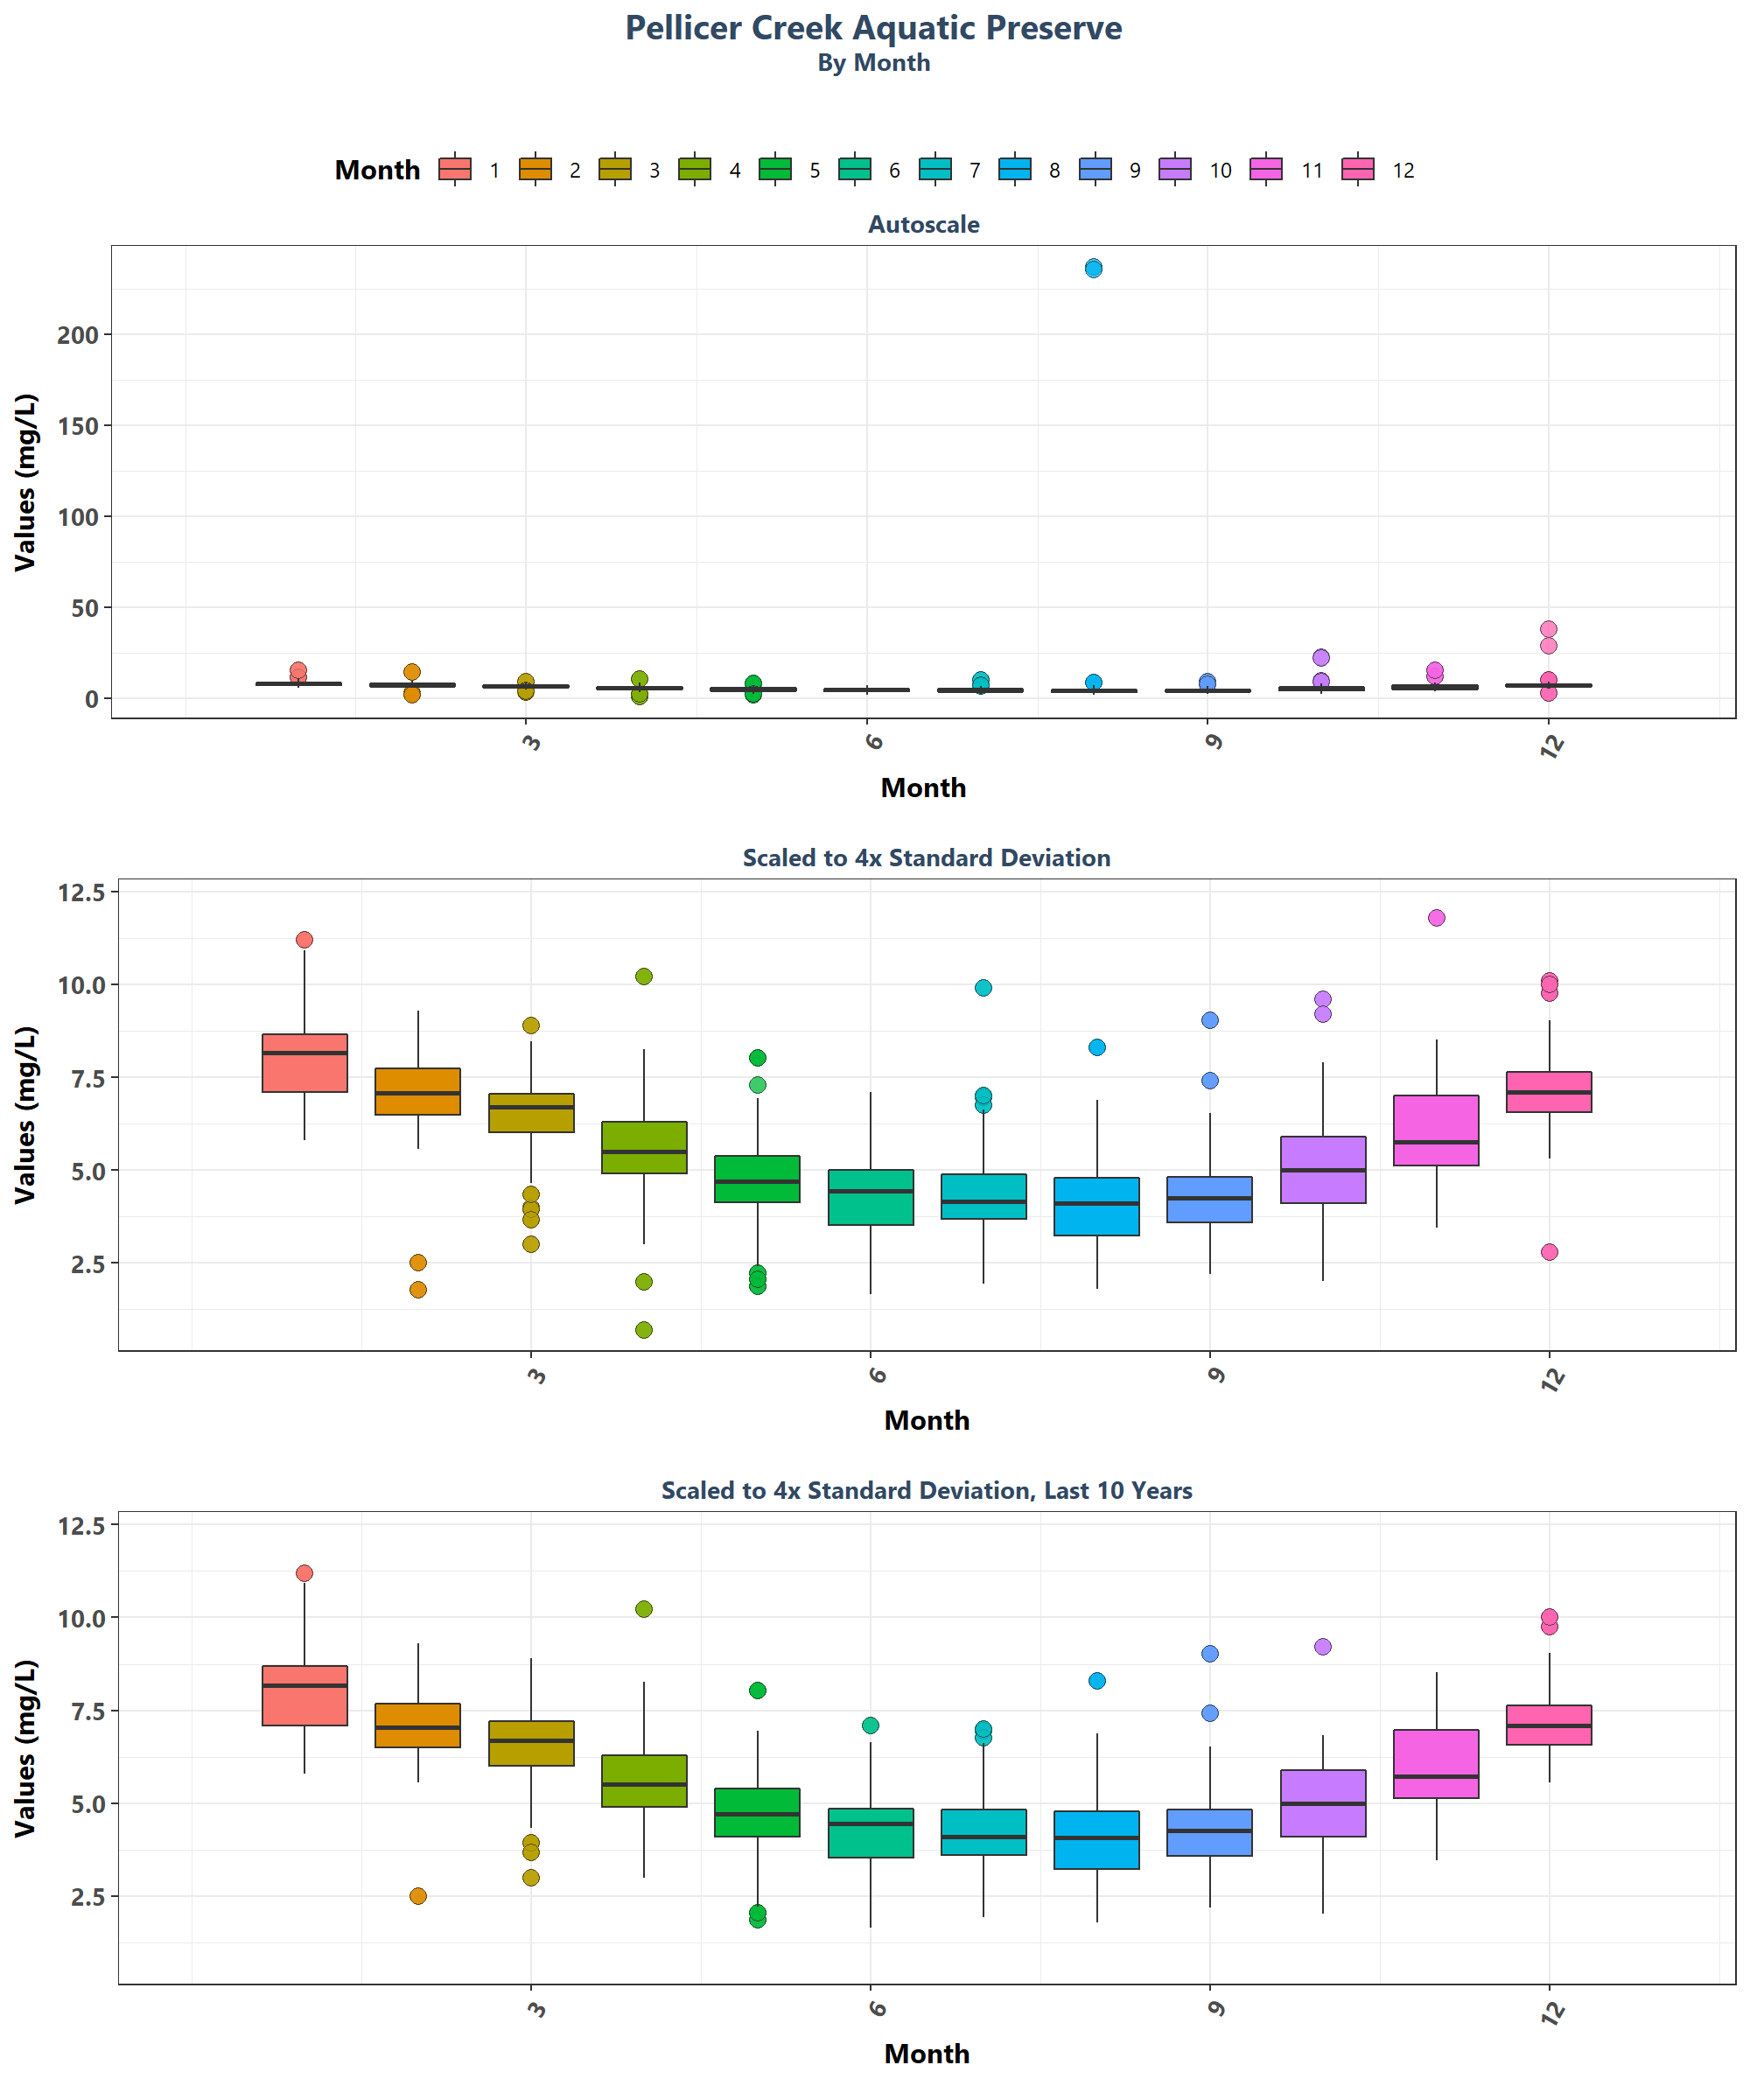 Pellicer Creek Aquatic Preserve
By Month
Month 1 2 3 4 5 6 7 8 9 10 11 12
Autoscale
Values (mg/L)
200
150
100
50
0
3 6 9 12
Month
Scaled to 4x Standard Deviation
Values (mg/L)
12.5
10.0
7.5
5.0
2.5
3 6 9 12
Month
Scaled to 4x Standard Deviation, Last 10 Years
Values (mg/L)
12.5
10.0
7.5
5.0
2.5
3 6 9 12
Month